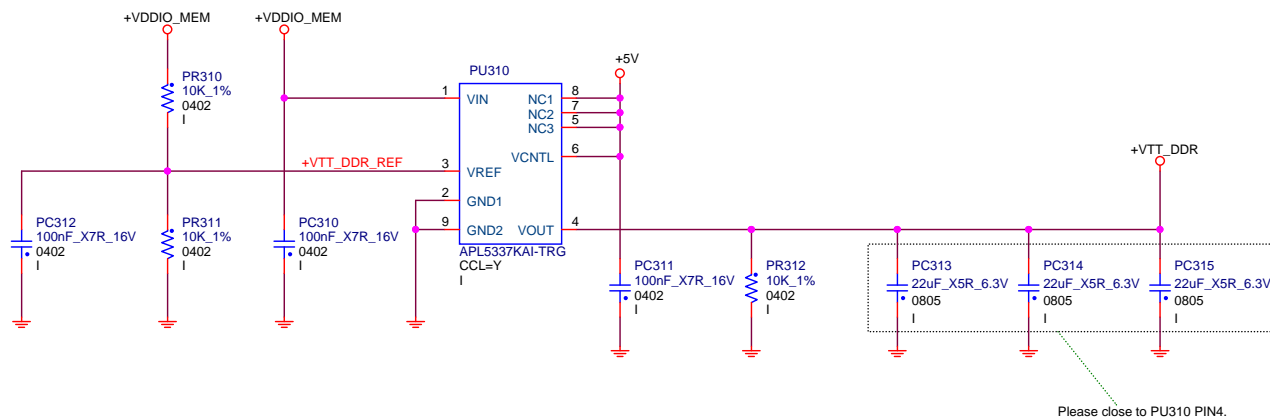 +VDDIO_MEM
+VDDIO_MEM
+5V
PU310
PR310
10K_1%
0402
I
1
VIN
NC1
8
NC2
7
NC3
5
VCNTL
6
+VTT_DDR_REF
3
VREF
2
GND1
9
GND2
VOUT
4
APL5337KAI-TRG
CCL=Y
I
+VTT_DDR
PC312
100nF_X7R_16V
0402
I
PR311
10K_1%
0402
I
PC310
100nF_X7R_16V
0402
I
PC311
100nF_X7R_16V
0402
I
PR312
10K_1%
0402
I
PC313
22uF_X5R_6.3V
0805
I
PC314
22uF_X5R_6.3V
0805
I
PC315
22uF_X5R_6.3V
0805
I
Please close to PU310 PIN4.